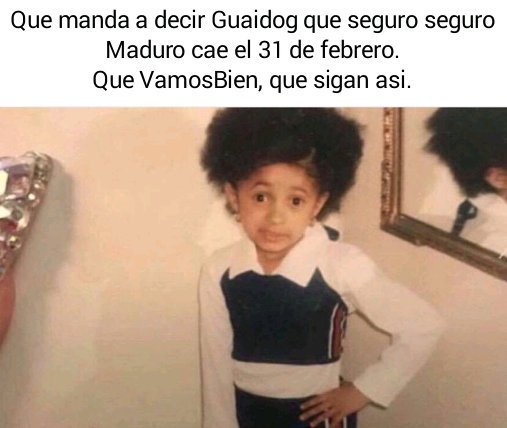 Que manda a decir Guaidog que seguro seguro
Maduro cae el 31 de febrero.
Que VamosBien, que sigan asi.